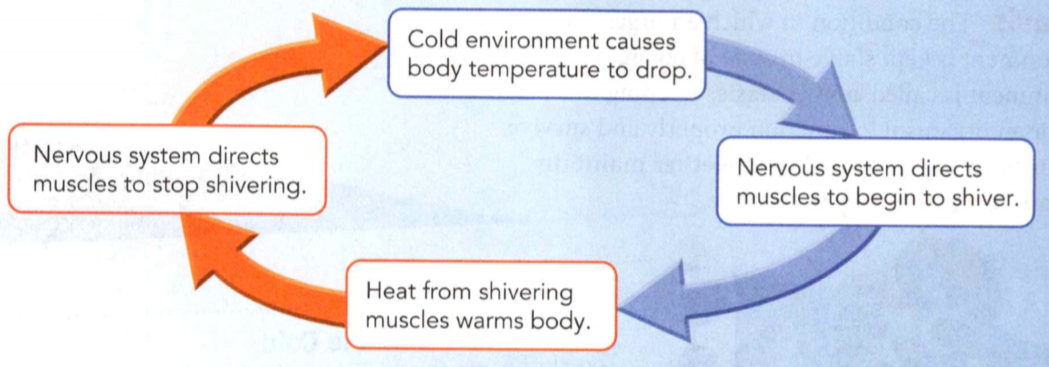 Cold environment causes
body temperature to drop.
Nervous system directs
muscles to begin to shiver.
Heat from shivering
muscles warms body.
Nervous system directs
muscles to stop shivering.